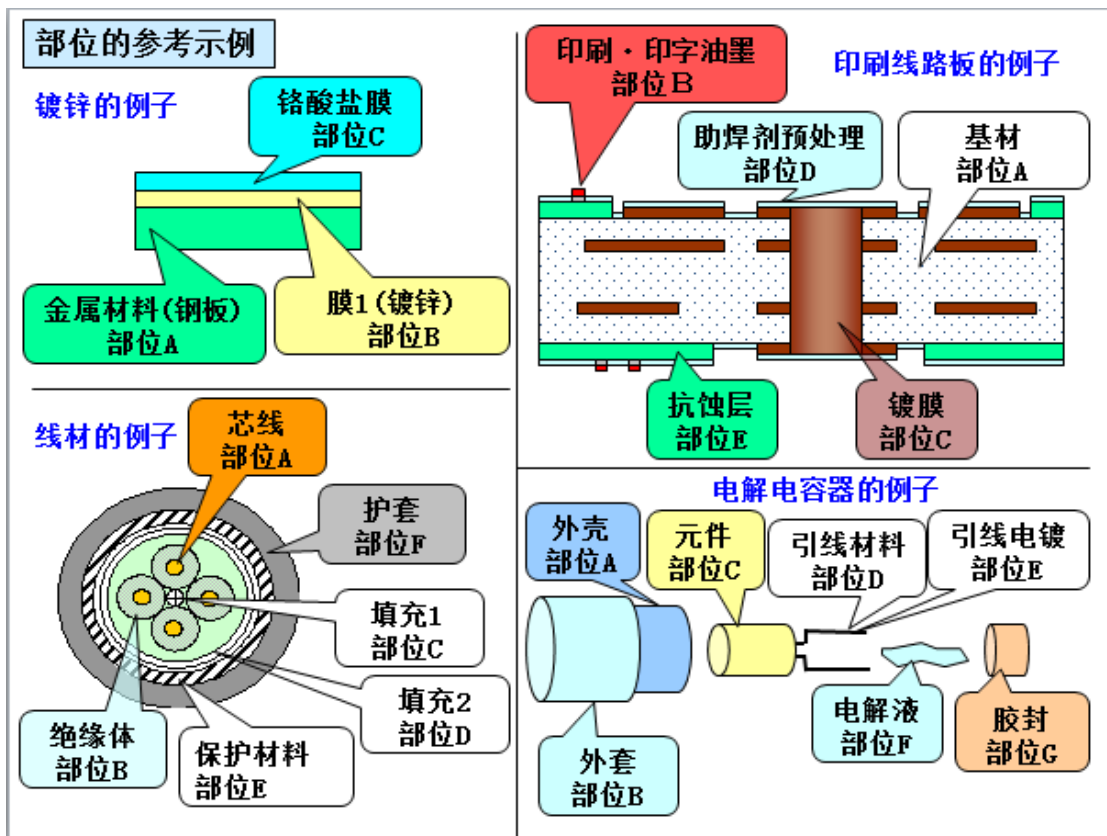 部位的参考示例
镀锌的例子
铬酸盐膜
部位C
金属材料(钢板)
部位A
膜1(镀锌)
部位B
印刷·印字油墨
部位B
印刷线路板的例子
助焊剂预处理
部位D
基材
部位A
抗蚀层
部位E
镀膜
部位C
线材的例子
芯线
部位A
护套
部位F
填充1
部位C
填充2
部位D
绝缘体
部位B
保护材料
部位E
电解电容器的例子
外壳
部位A
元件
部位C
引线材料
部位D
引线电镀
部位E
外套
部位B
电解液
部位F
胶封
部位G